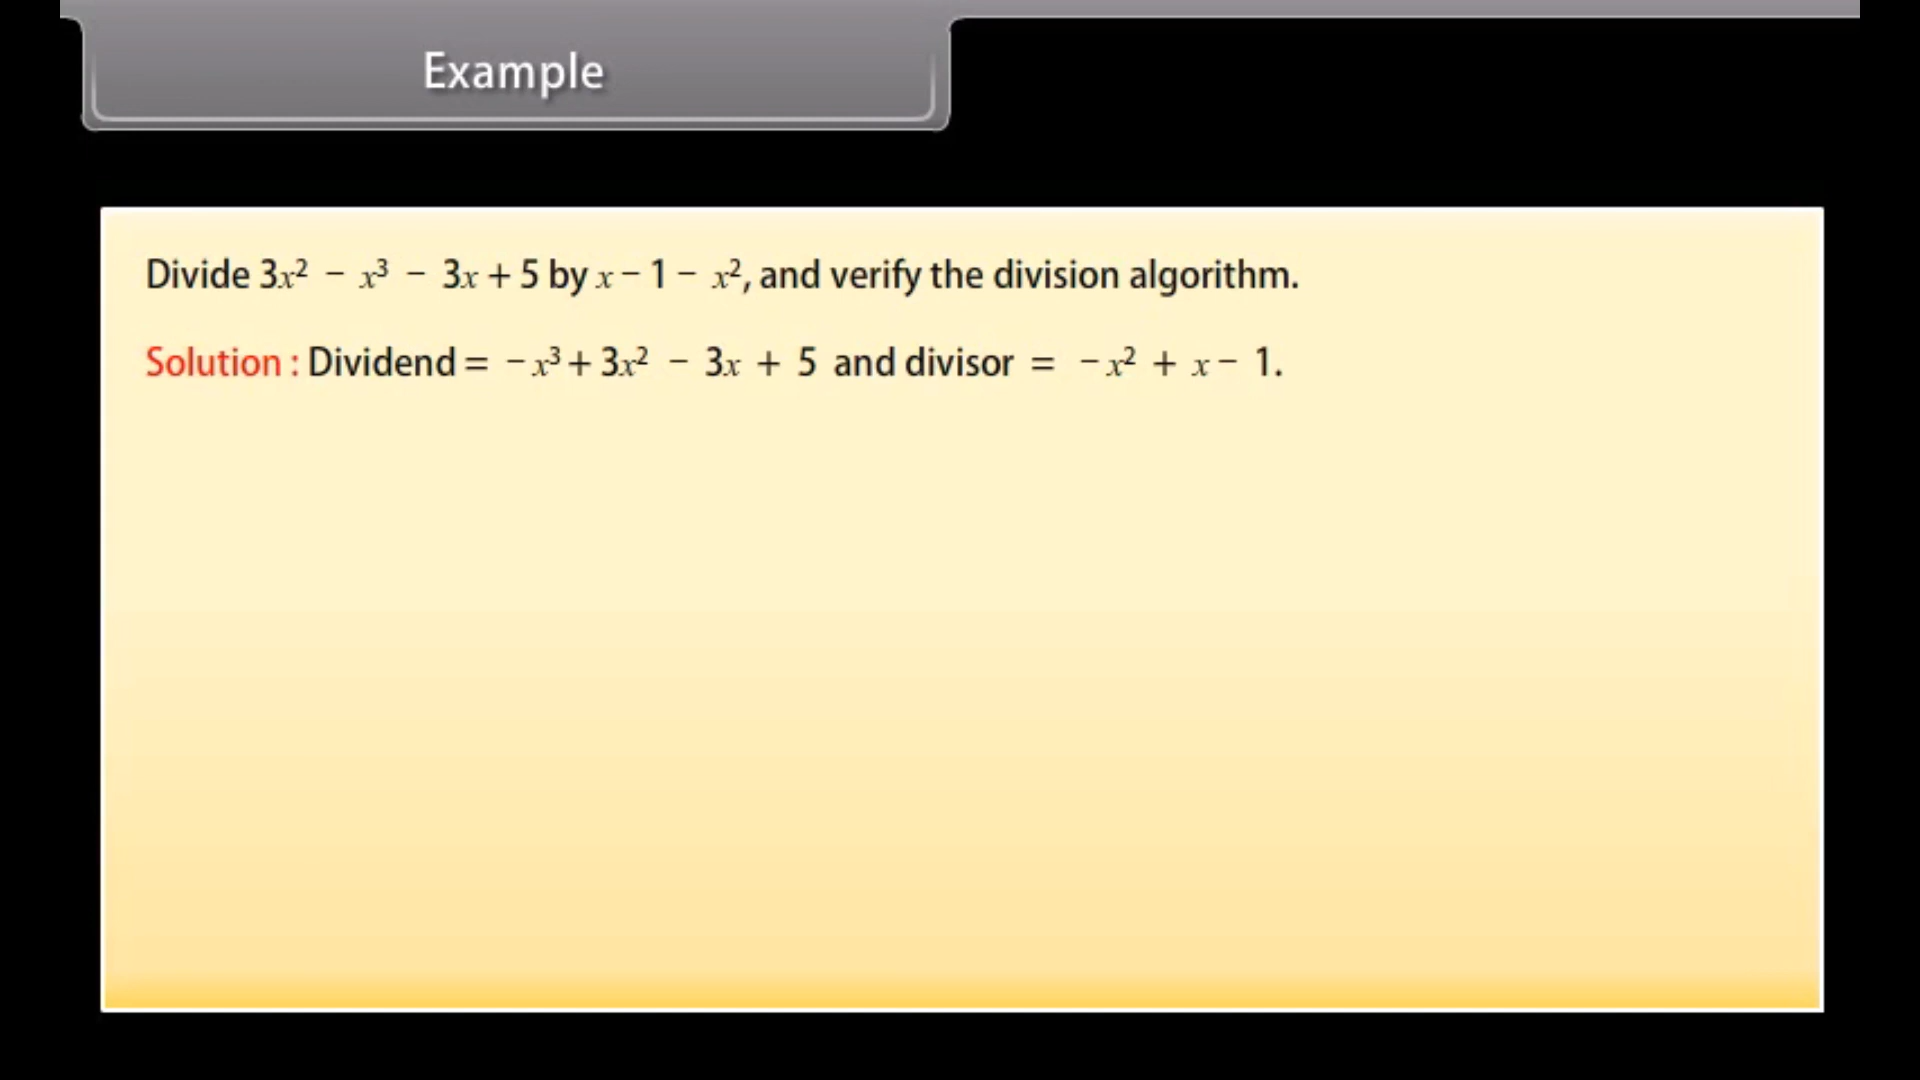 Example
Divide 3x² − x³ − 3x + 5 by x − 1 − x², and verify the division algorithm.
Solution : Dividend = − x³ + 3x² − 3x + 5 and divisor = − x² + x − 1.